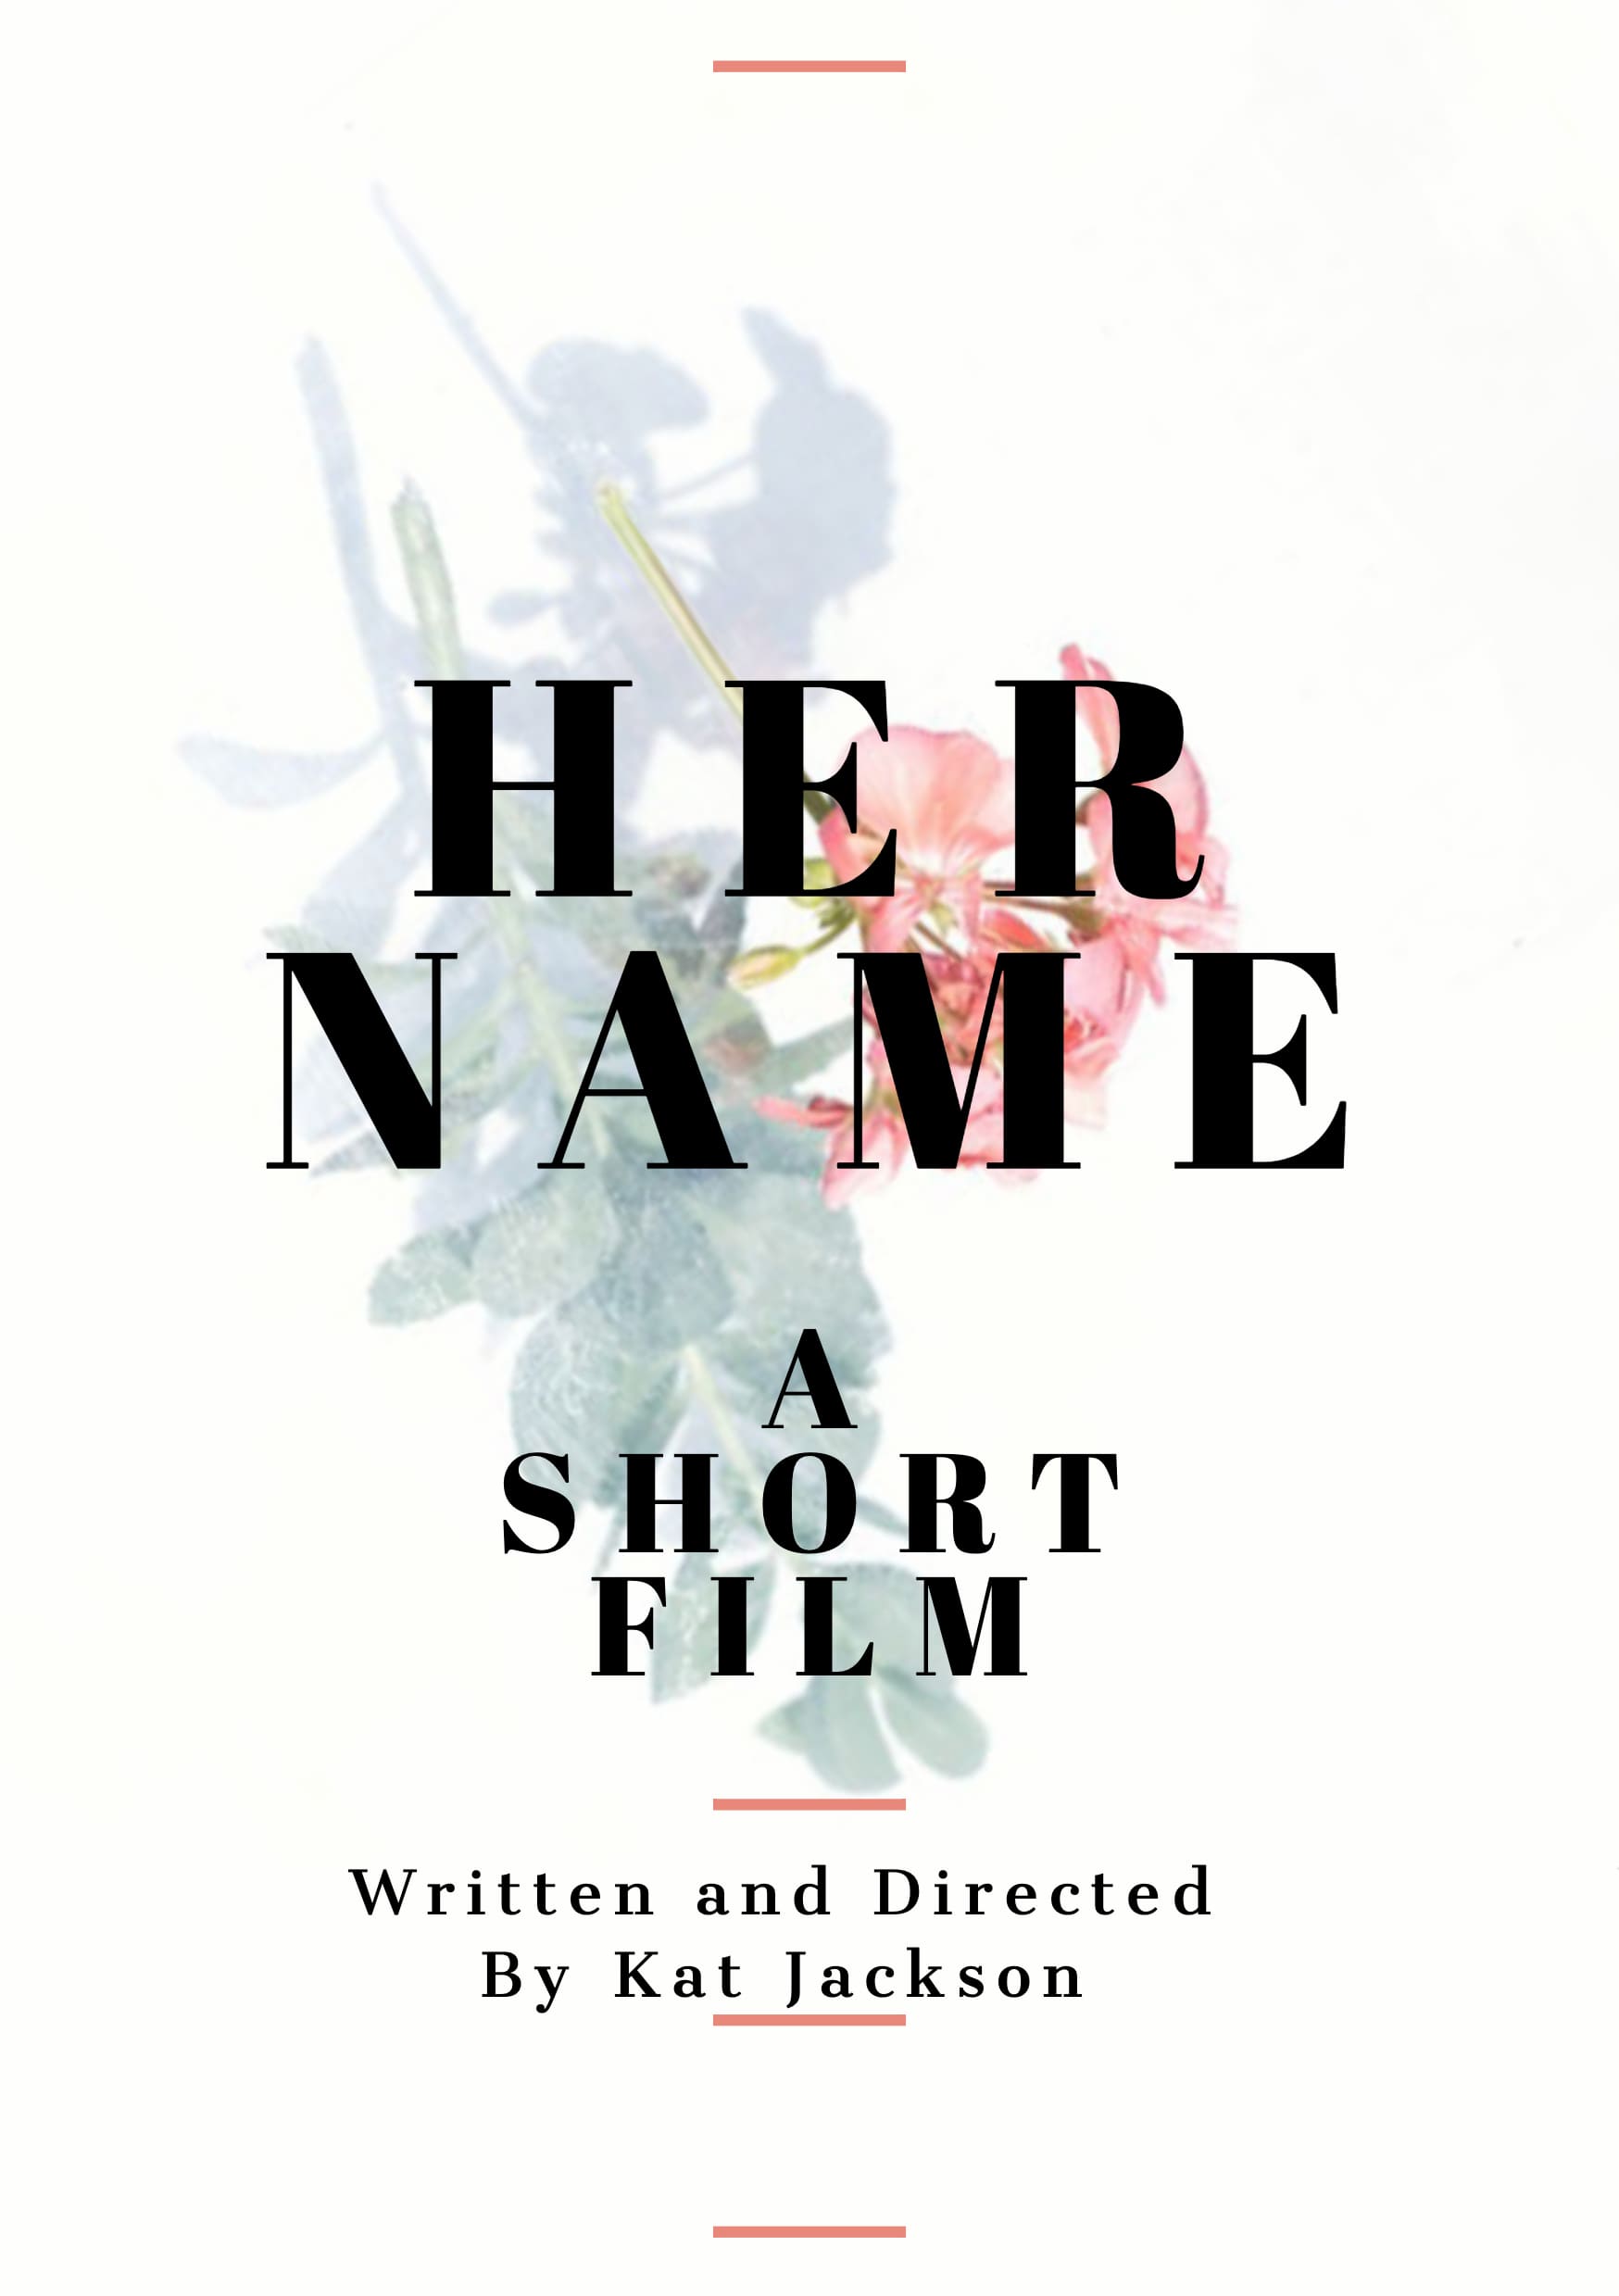 HER
NAME
A
SHORT
FILM
Written and Directed
By Kat Jackson